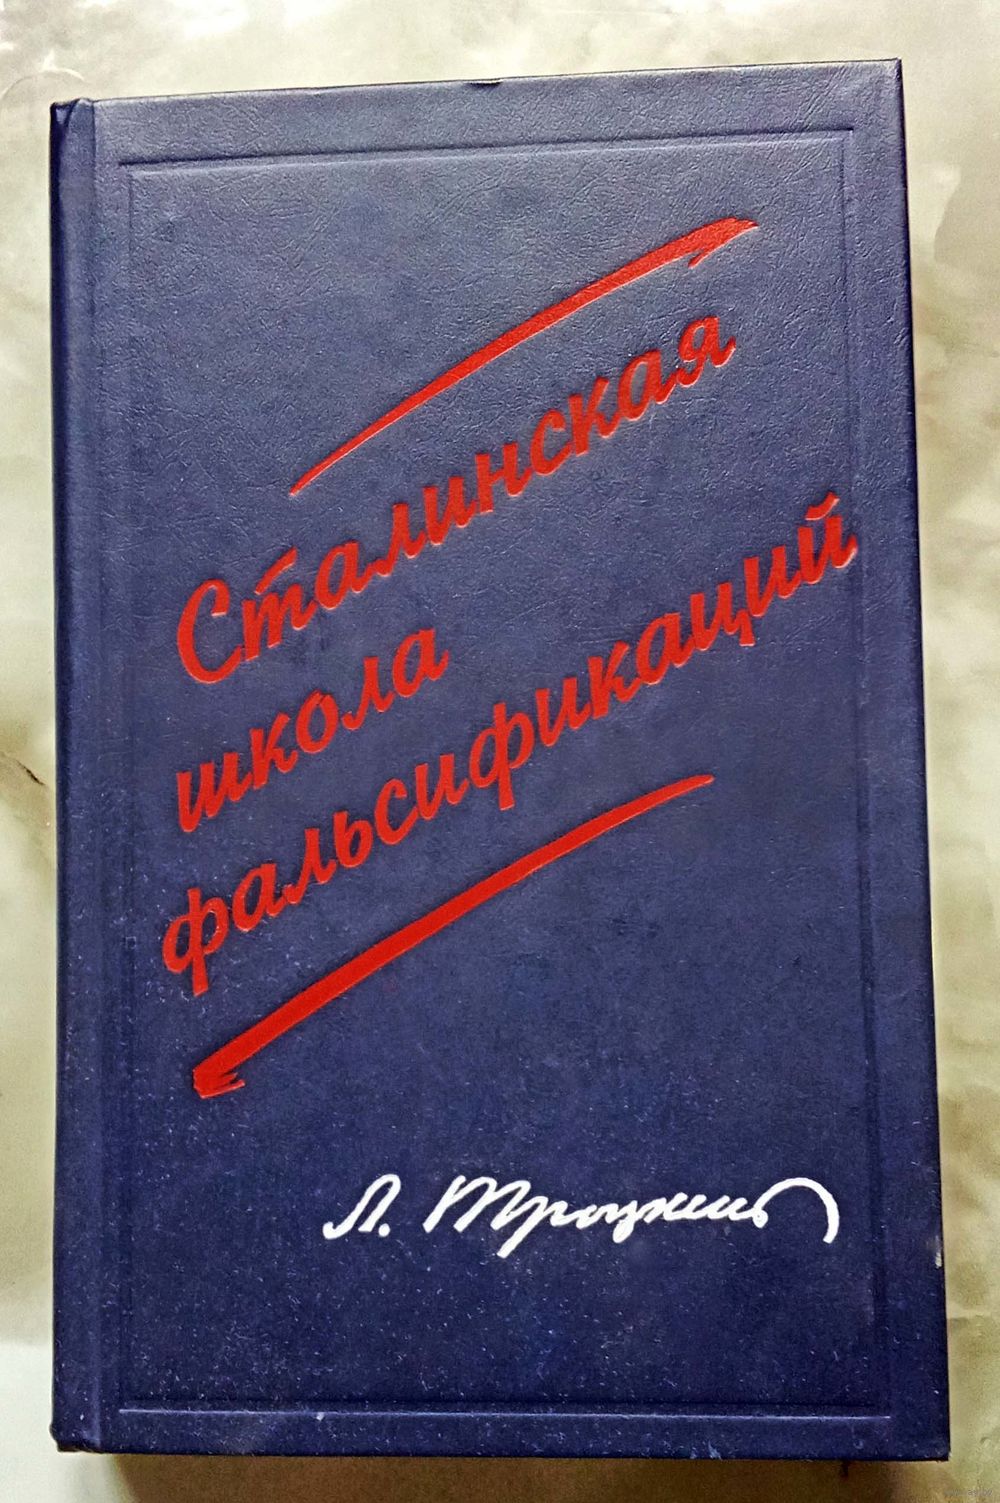 Сталинская
школа
фальсификаций
Л. Троцкий